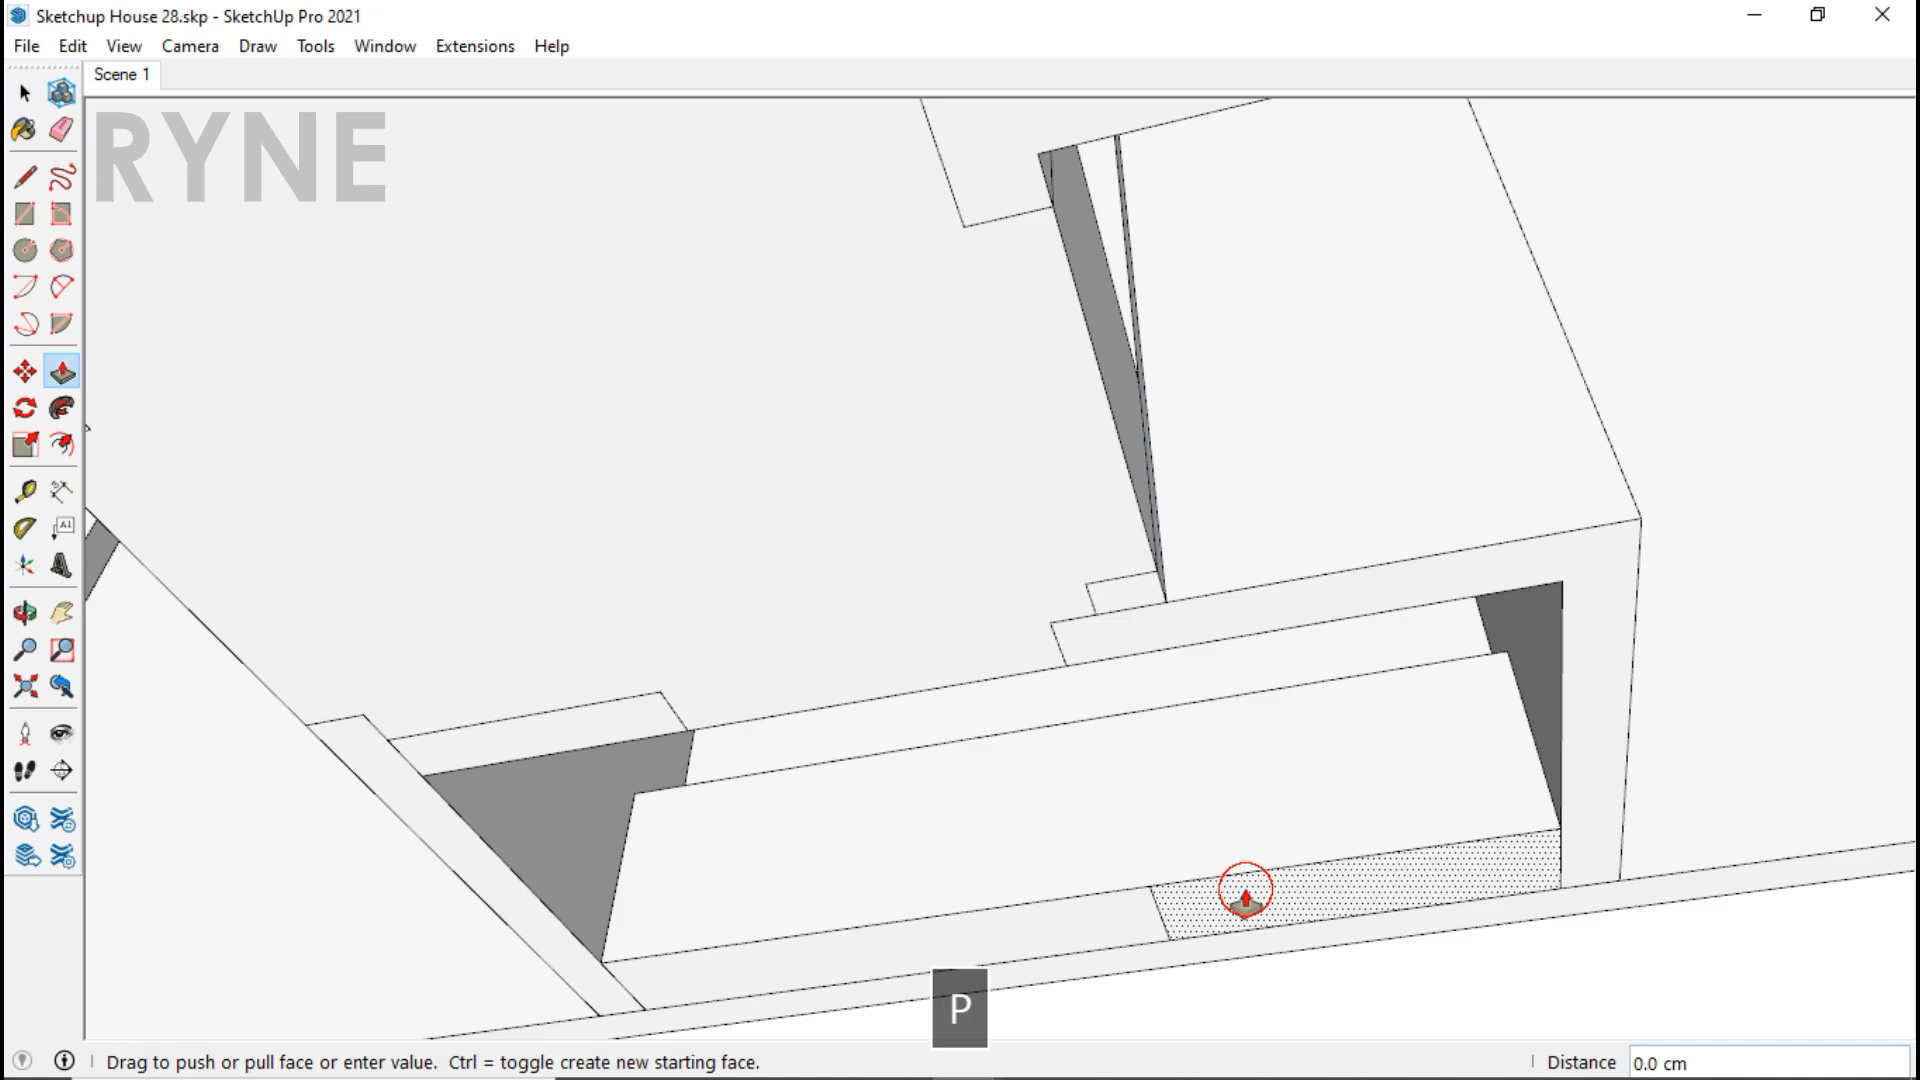 Sketchup House 28.skp - SketchUp Pro 2021
File Edit View Camera Draw Tools Window Extensions Help
Scene 1
RYNE
A1
P
Drag to push or pull face or enter value. Ctrl = toggle create new starting face.
Distance 0.0 cm